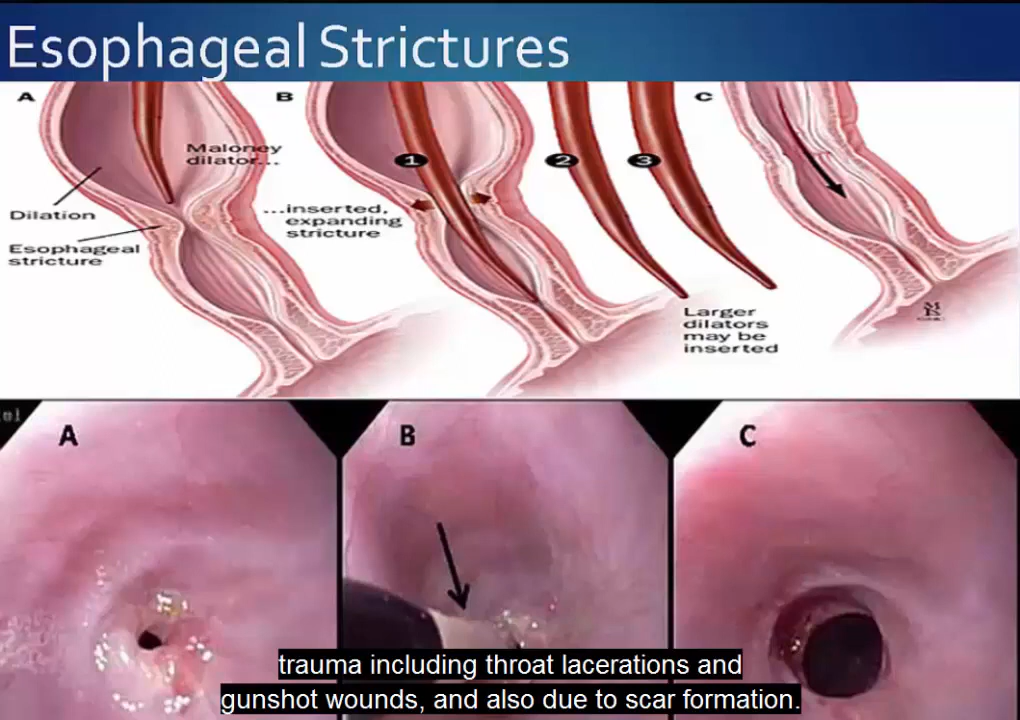 Esophageal Strictures
A
B
C
Maloney
dilator...
1
2
3
Dilation
...inserted,
expanding
stricture
Esophageal
stricture
Larger
dilators
may be
inserted
A
B
C
trauma including throat lacerations and
gunshot wounds, and also due to scar formation.